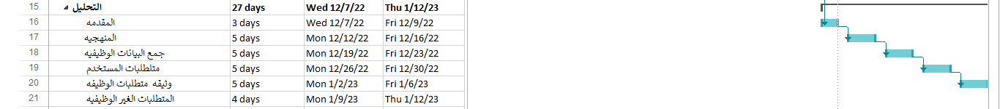 15 التحليل 27 days Wed 12/7/22 Thu 1/12/23
16 المقدمه 3 days Wed 12/7/22 Fri 12/9/22
17 المنهجيه 5 days Mon 12/12/22 Fri 12/16/22
18 جمع البيانات الوظيفيه 5 days Mon 12/19/22 Fri 12/23/22
19 متلطلبات المستخدم 5 days Mon 12/26/22 Fri 12/30/22
20 وثيقه متطلبات الوظيفه 5 days Mon 1/2/23 Fri 1/6/23
21 المتطلبات الغير الوظيفيه 4 days Mon 1/9/23 Thu 1/12/23